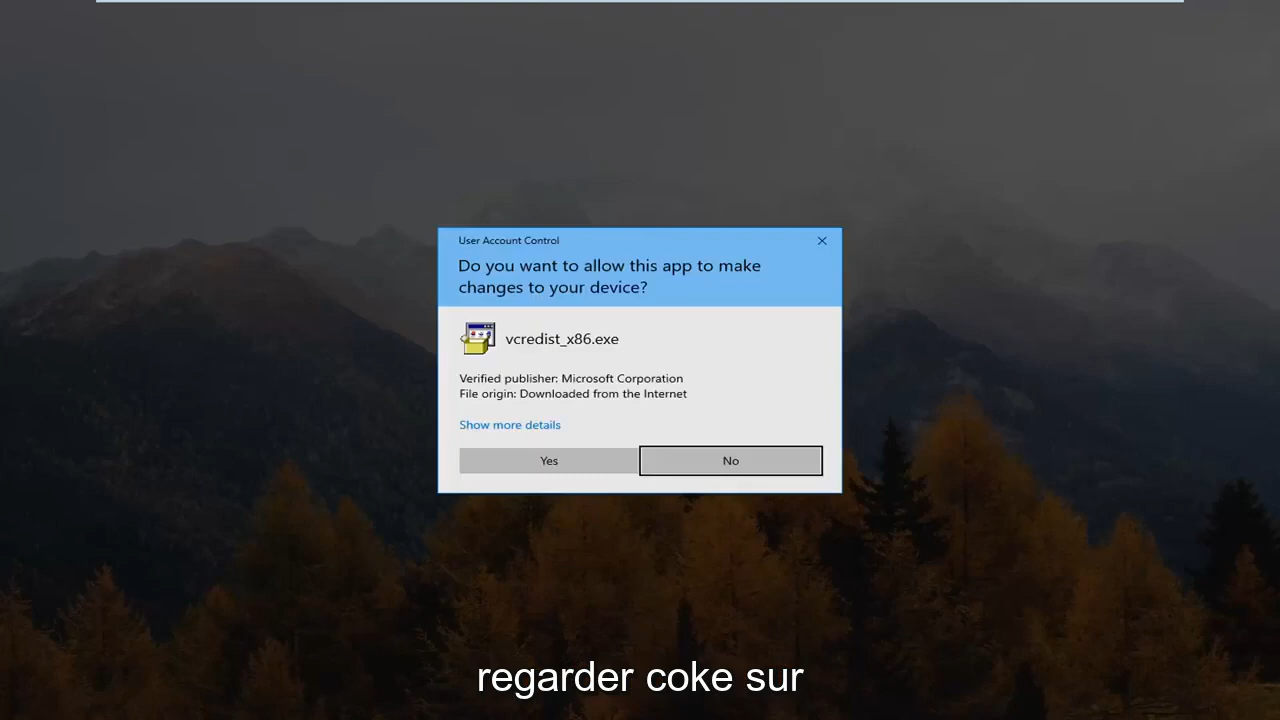 User Account Control
Do you want to allow this app to make
changes to your device?
vcredist_x86.exe
Verified publisher: Microsoft Corporation
File origin: Downloaded from the Internet
Show more details
Yes
No
regarder coke sur